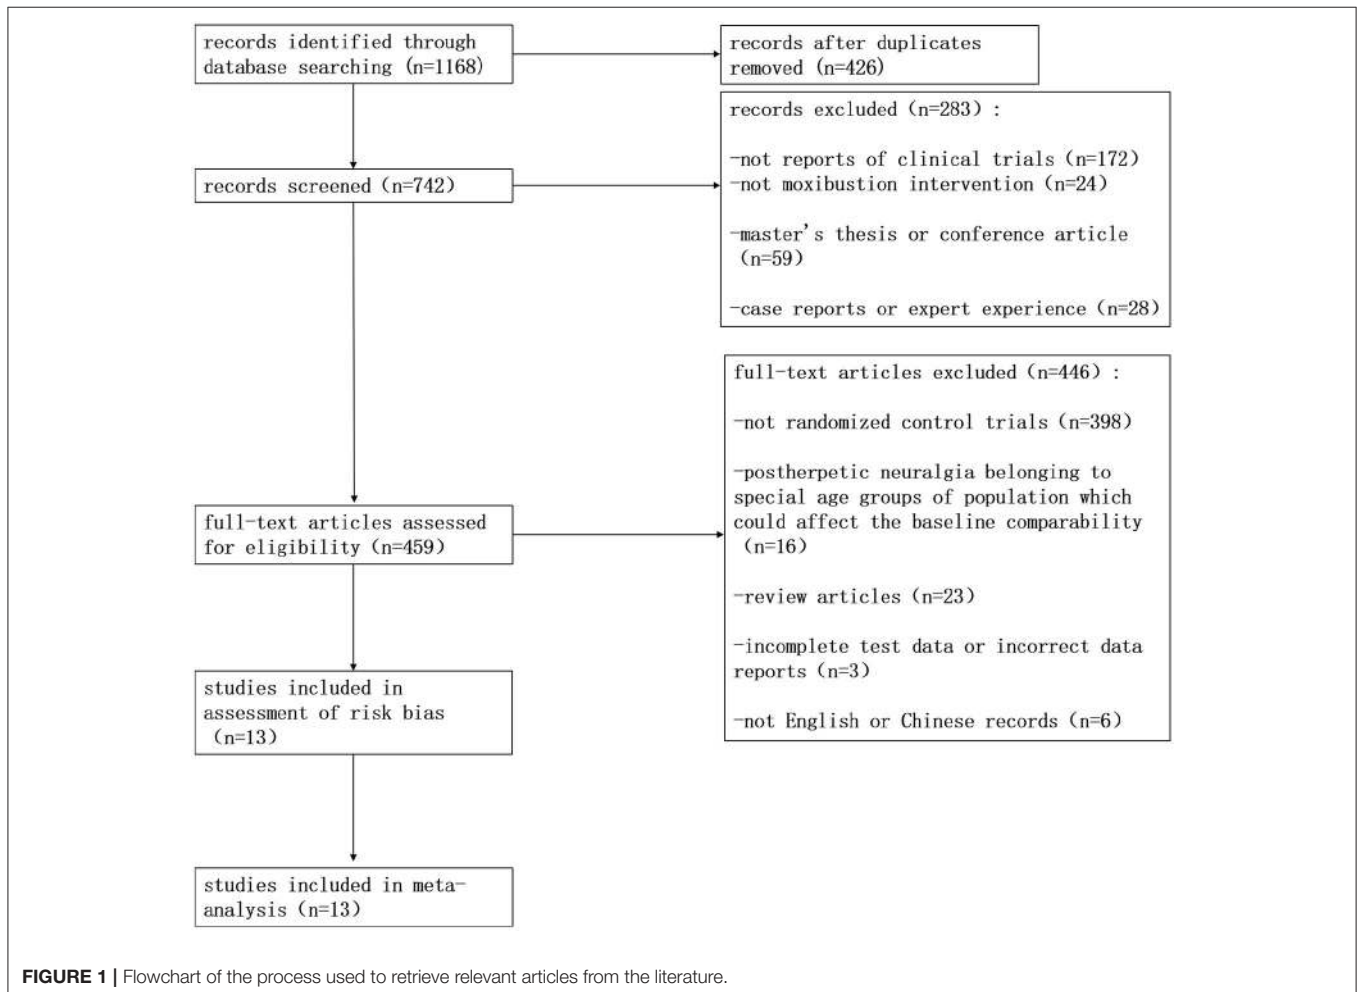 records identified through
database searching (n=1168)
records after duplicates
removed (n=426)
records screened (n=742)
records excluded (n=283) :
-not reports of clinical trials (n=172)
-not moxibustion intervention (n=24)
-master's thesis or conference article
(n=59)
-case reports or expert experience (n=28)
full-text articles assessed
for eligibility (n=459)
full-text articles excluded (n=446) :
-not randomized control trials (n=398)
-postherpetic neuralgia belonging to
special age groups of population which
could affect the baseline comparability
(n=16)
-review articles (n=23)
-incomplete test data or incorrect data
reports (n=3)
-not English or Chinese records (n=6)
studies included in
assessment of risk bias
(n=13)
studies included in meta-
analysis (n=13)
FIGURE 1 | Flowchart of the process used to retrieve relevant articles from the literature.